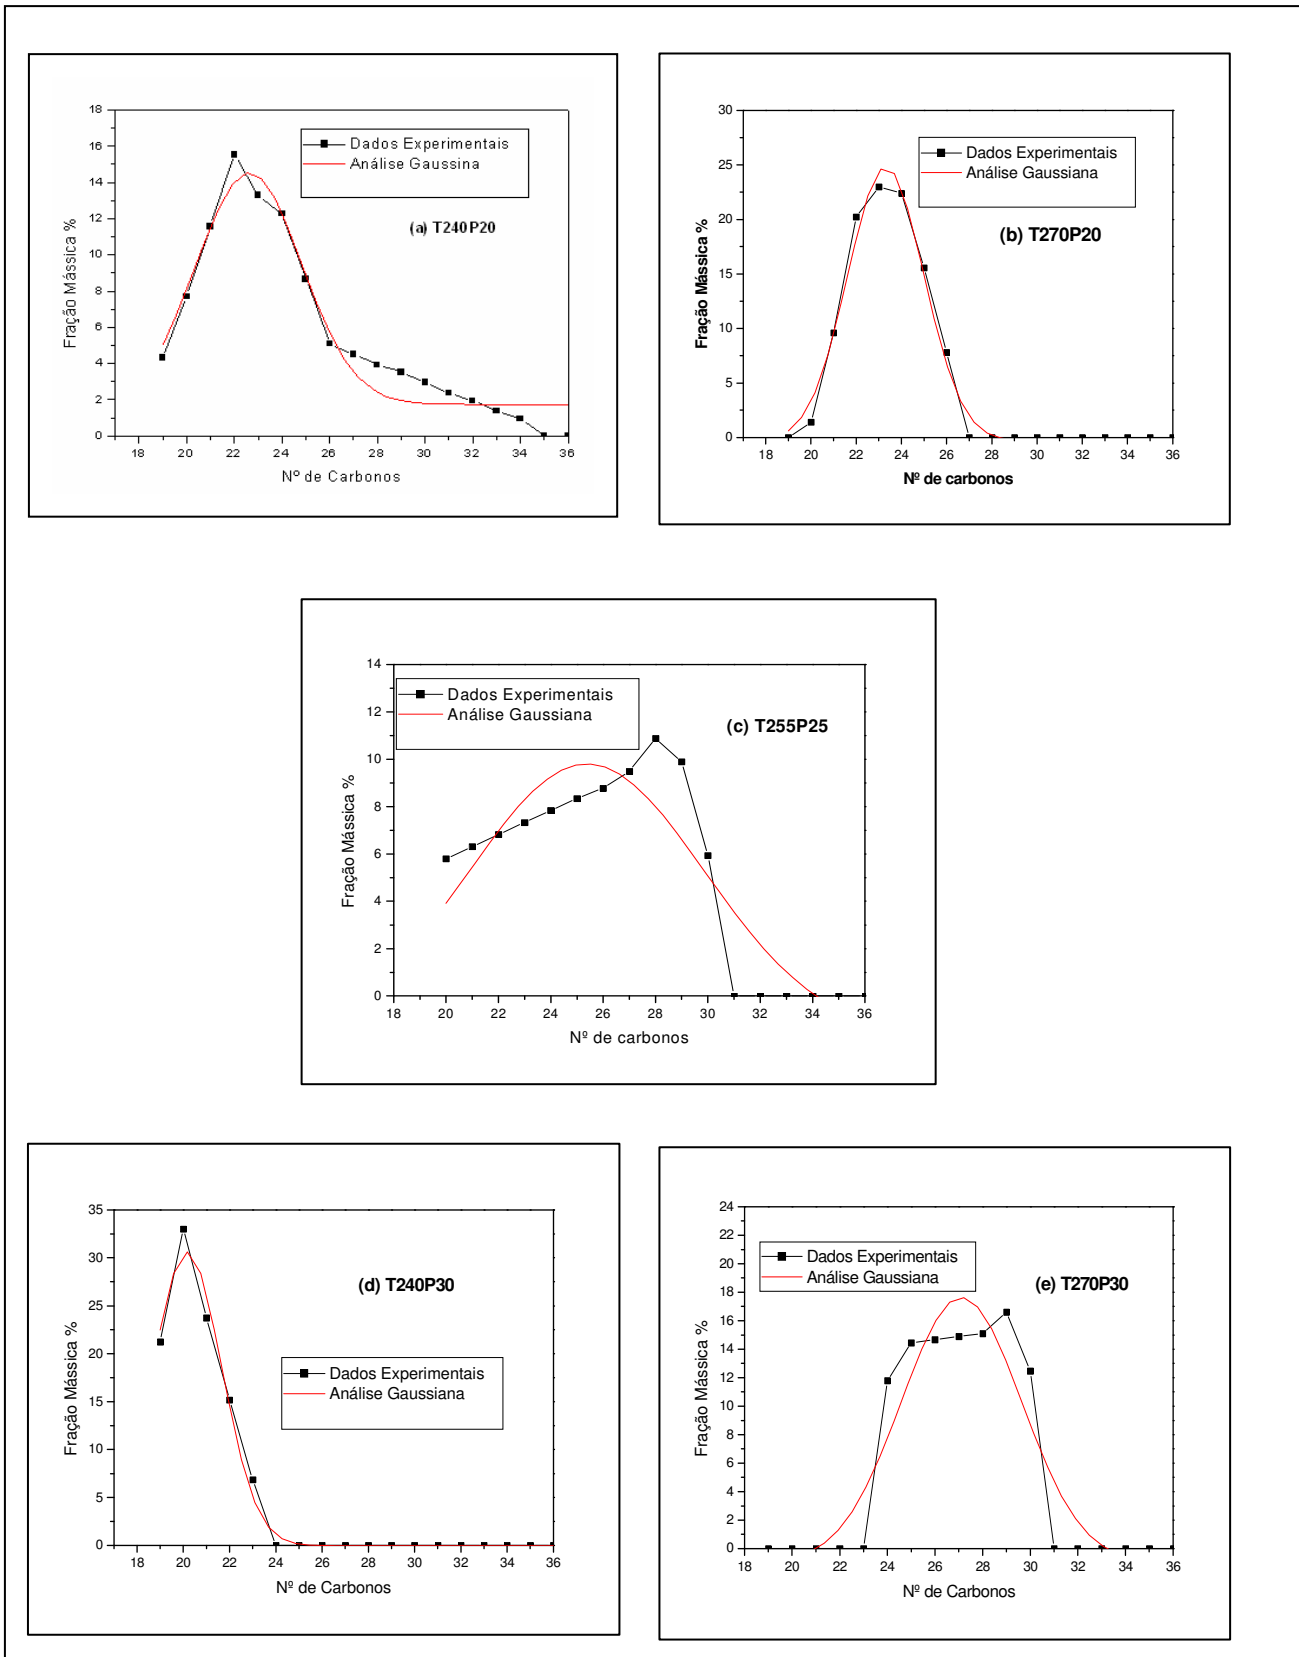 18
16
14
12
10
8
6
4
2
0
Fração Mássica %
Dados Experimentais
Análise Gaussina
(a) T240P20
18 20 22 24 26 28 30 32 34 36
Nº de Carbonos
30
25
20
15
10
5
0
Fração Mássica %
Dados Experimentais
Análise Gaussiana
(b) T270P20
18 20 22 24 26 28 30 32 34 36
Nº de carbonos
14
12
10
8
6
4
2
0
Fração Mássica %
Dados Experimentais
Análise Gaussiana
(c) T255P25
18 20 22 24 26 28 30 32 34 36
Nº de carbonos
35
30
25
20
15
10
5
0
Fração Mássica %
(d) T240P30
Dados Experimentais
Análise Gaussiana
18 20 22 24 26 28 30 32 34 36
Nº de Carbonos
24
22
20
18
16
14
12
10
8
6
4
2
0
Fração Mássica %
Dados Experimentais
Análise Gaussiana
(e) T270P30
18 20 22 24 26 28 30 32 34 36
Nº de Carbonos